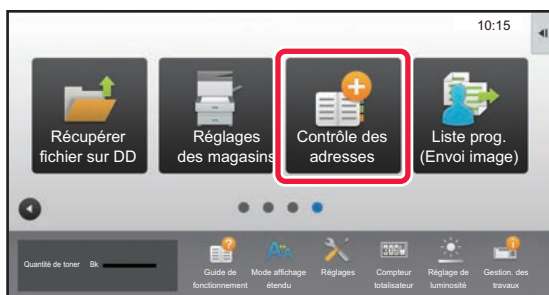 10:15
Récupérer
fichier sur DD
Réglages
des magasins
Contrôle des
adresses
Liste prog.
(Envoi image)
Quantité de toner Bk
Guide de
fonctionnement
Mode affichage
étendu
Réglages
Compteur
totalisateur
Réglage de
luminosité
Gestion. des
travaux